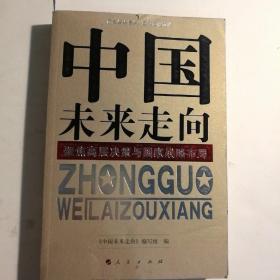 中国
未来走向
聚焦高层决策与国家战略布局
ZHONGGUO
WEILAIZOUXIANG
《中国未来走向》编写组 编
人民出版社